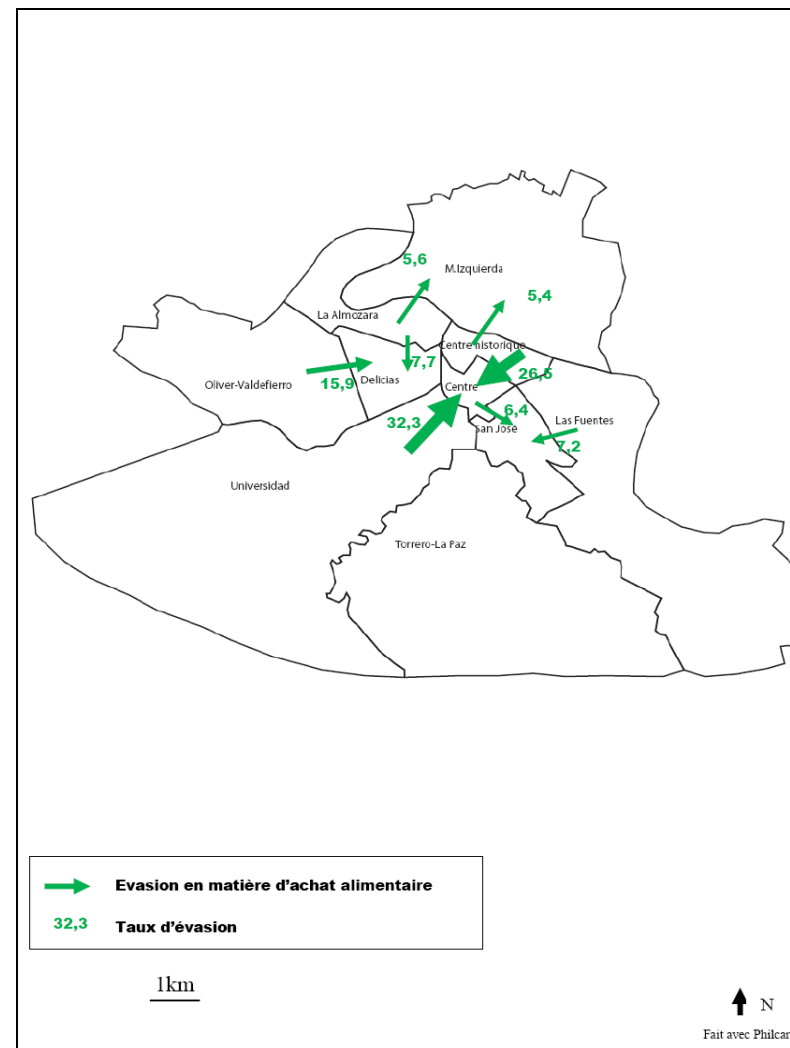 5,6
M.Izquierda
5,4
La Almozara
Centre historique
7,7
26,5
Delicias
Oliver-Valdefierro
15,9
Centre
6,4
32,3
Las Fuentes
San José
7,2
Universidad
Torrero-La Paz
Evasion en matière d'achat alimentaire
32,3 Taux d'évasion
1km
N
Fait avec Philcar